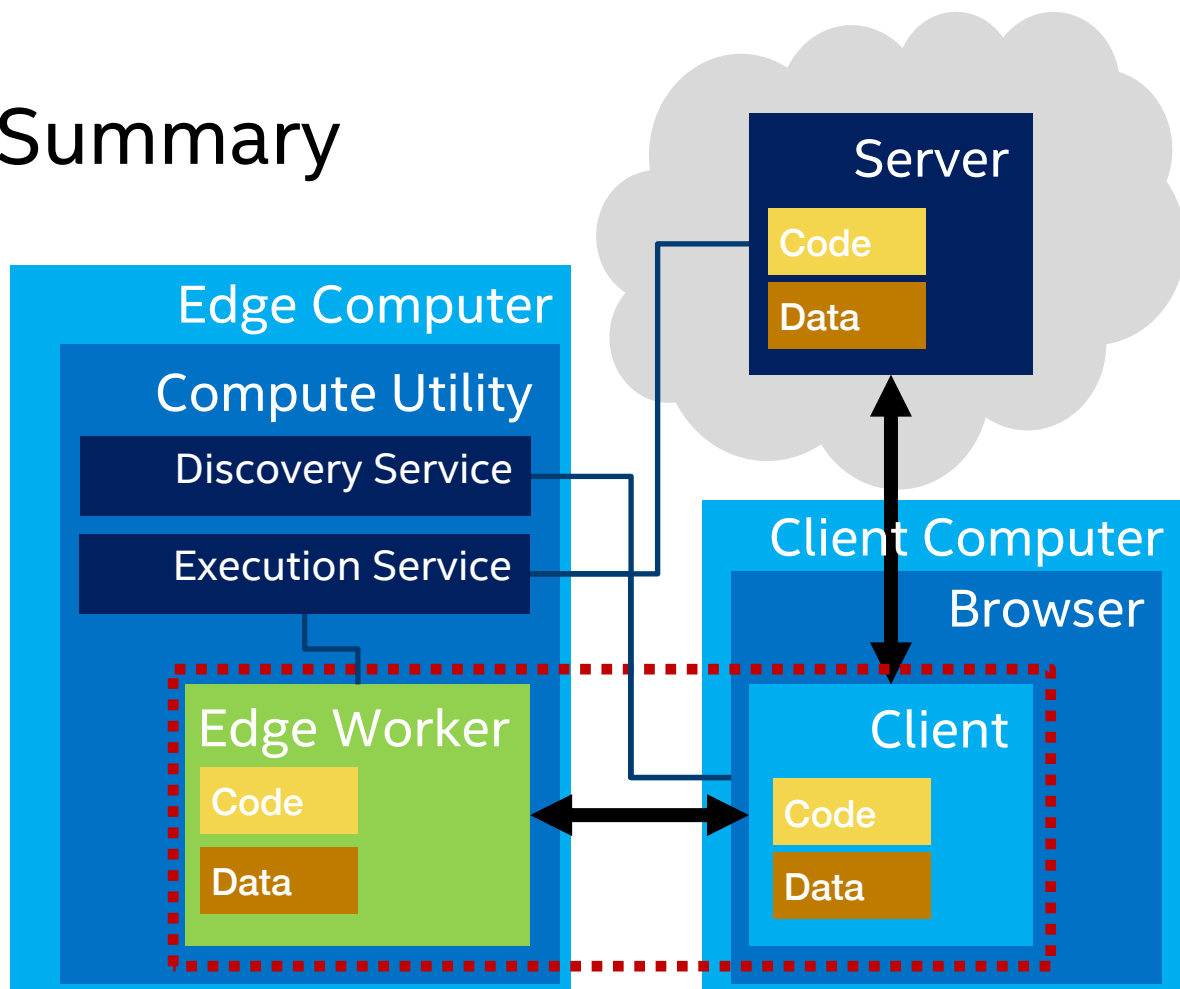 Summary
Server
Code
Data
Edge Computer
Compute Utility
Discovery Service
Execution Service
Edge Worker
Code
Data
Client Computer
Browser
Client
Code
Data